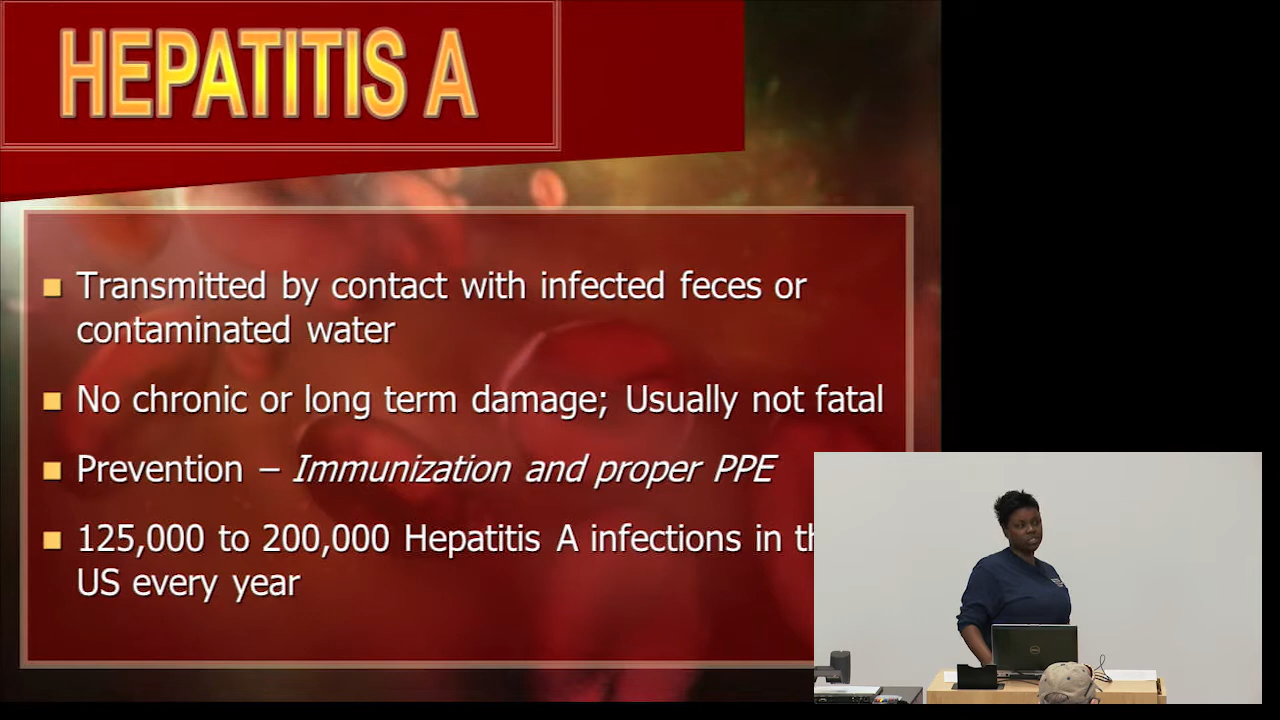 HEPATITIS A
Transmitted by contact with infected feces or
contaminated water
No chronic or long term damage; Usually not fatal
Prevention – Immunization and proper PPE
125,000 to 200,000 Hepatitis A infections in
US every year